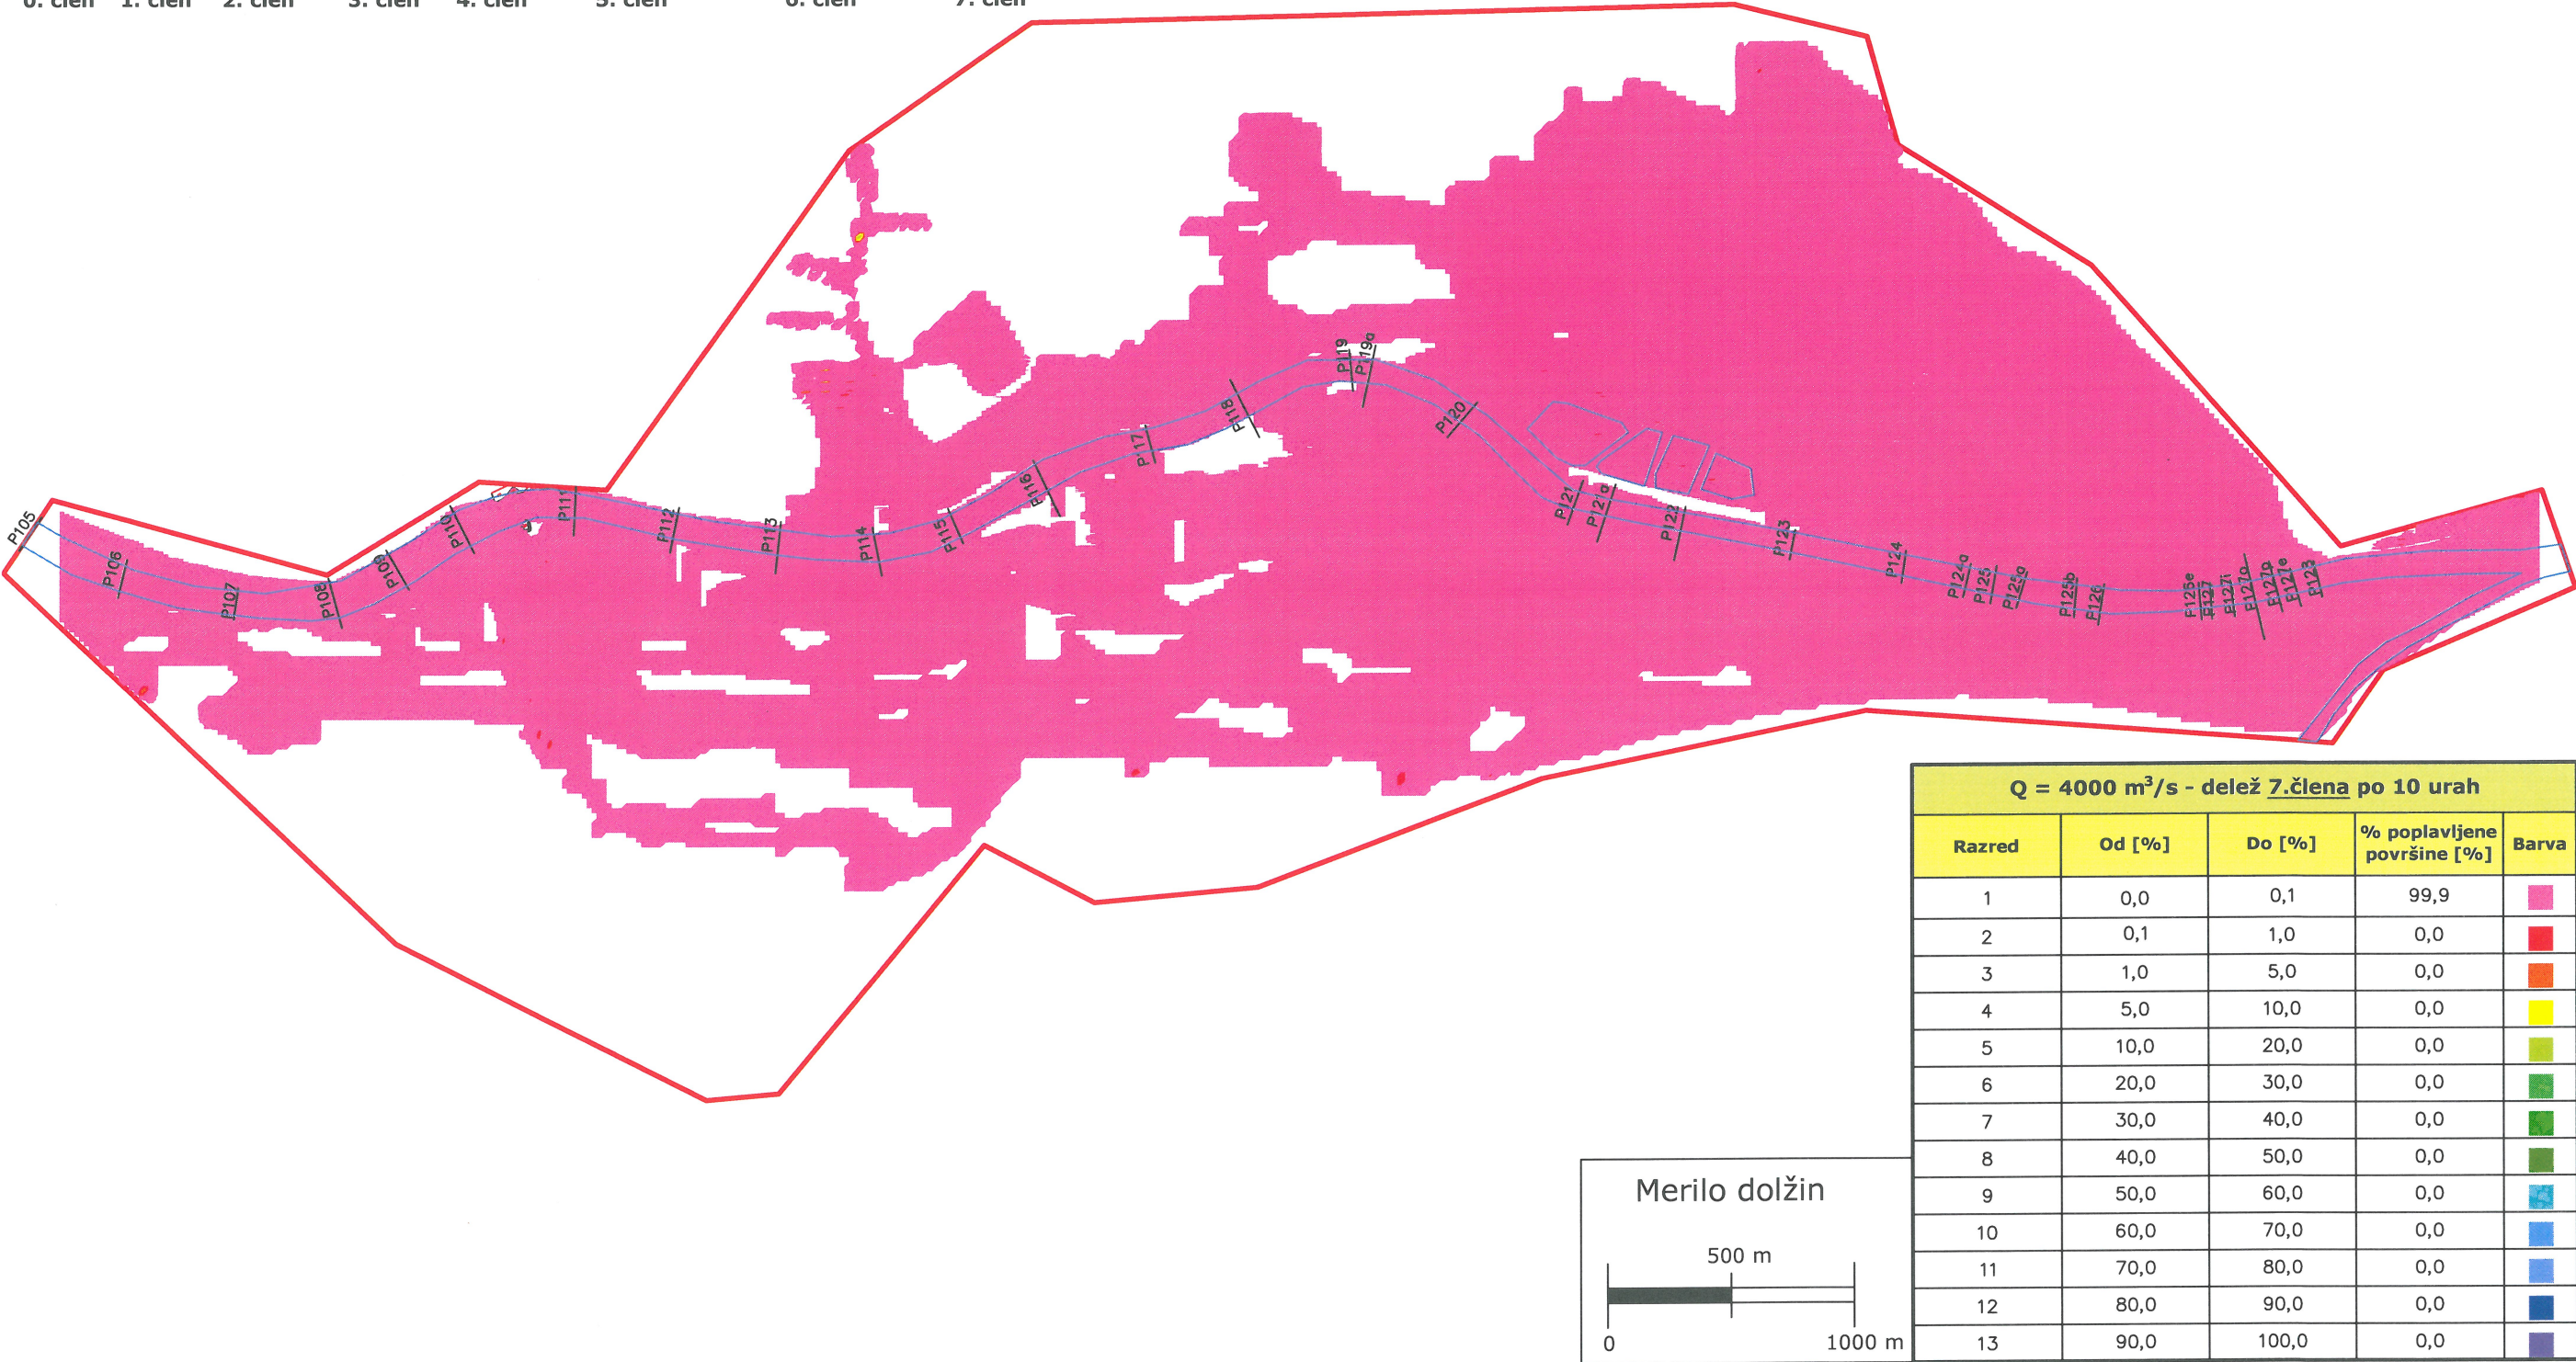 0. člen 1. člen 2. člen 3. člen 4. člen 5. člen 6. člen 7. člen
P105
P106
P107
P108
P109
P110
P111
P112
P113
P114
P115
P116
P117
P118
P119
P119a
P120
P121
P121a
P122
P123
P124
P124a
P125
P125a
P125b
P126
P127
P127i
P127a
P127e
P123
Q = 4000 m³/s - delež 7.člena po 10 urah
Razred Od [%] Do [%] % poplavljene površine [%] Barva
1 0,0 0,1 99,9
2 0,1 1,0 0,0
3 1,0 5,0 0,0
4 5,0 10,0 0,0
5 10,0 20,0 0,0
6 20,0 30,0 0,0
7 30,0 40,0 0,0
8 40,0 50,0 0,0
9 50,0 60,0 0,0
10 60,0 70,0 0,0
11 70,0 80,0 0,0
12 80,0 90,0 0,0
13 90,0 100,0 0,0
Merilo dolžin
500 m
0 1000 m